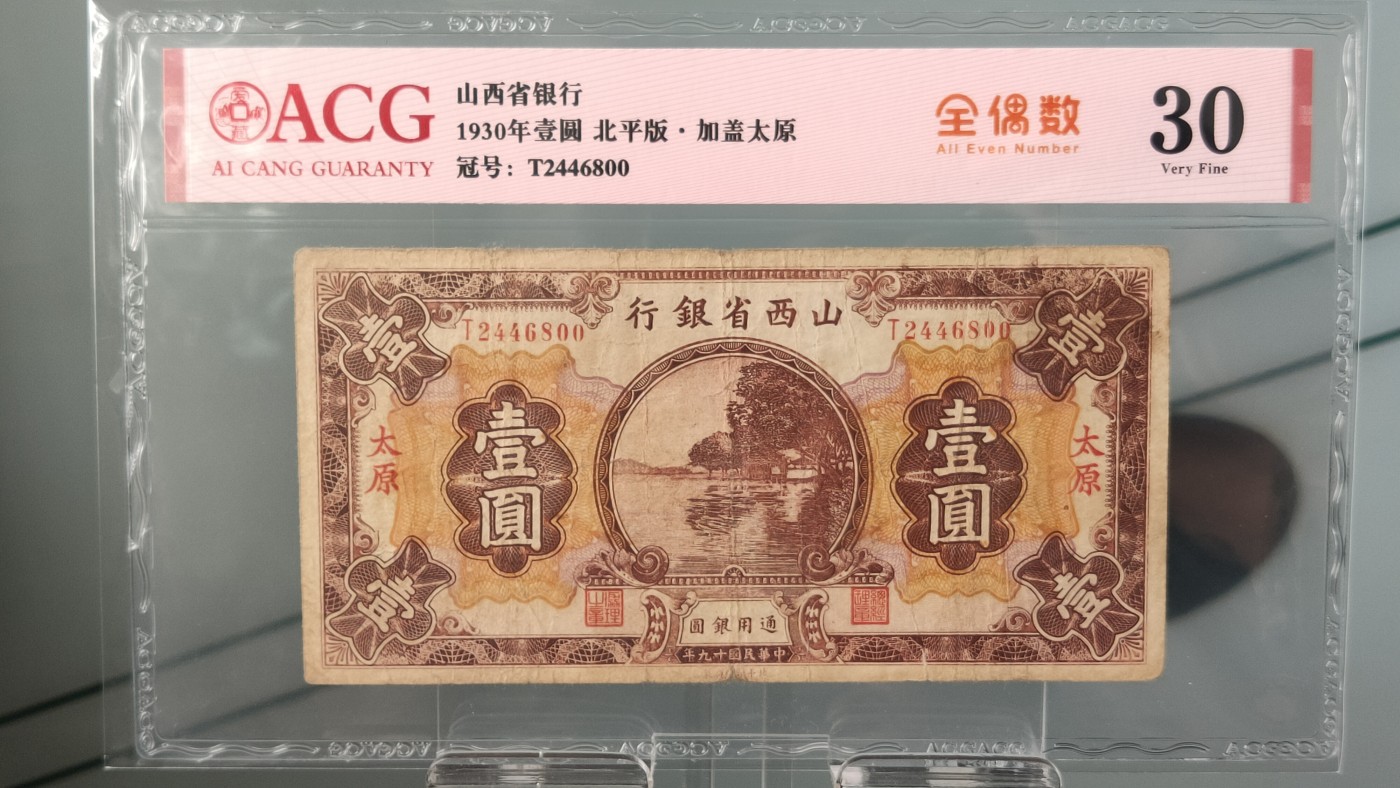 ACG
AI CANG GUARANTY
山西省银行
1930年壹圆 北平版·加盖太原
冠号：T2446800
全偶数
All Even Number
30
Very Fine
行銀省西山
T2446800
T2446800
壹
壹
壹圓
壹圓
太原
太原
壹
壹
圓銀用通
年九十國民華中